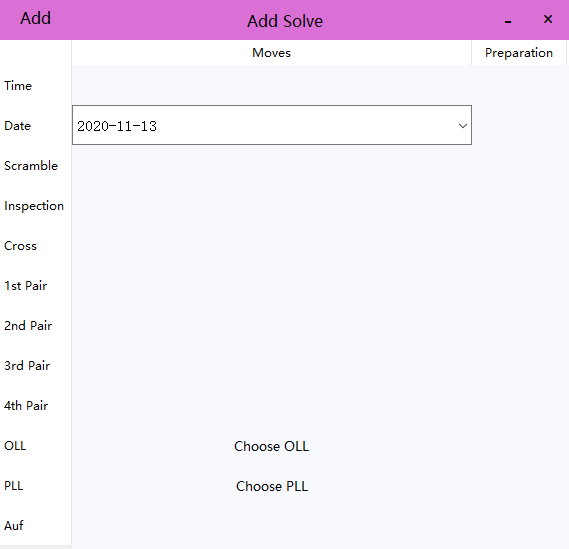 Add
Add Solve
Moves
Preparation
Time
Date
2020-11-13
Scramble
Inspection
Cross
1st Pair
2nd Pair
3rd Pair
4th Pair
OLL
Choose OLL
PLL
Choose PLL
Auf